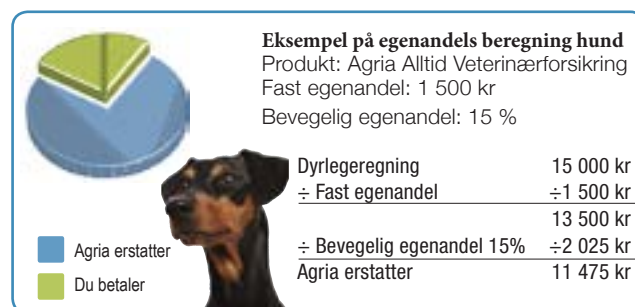 Eksempel på egenandels beregning hund
Produkt: Agria Alltid Veterinærforsikring
Fast egenandel: 1 500 kr
Bevegelig egenandel: 15 %
Dyrlegeregning 15 000 kr
÷ Fast egenandel ÷1 500 kr
13 500 kr
÷ Bevegelig egenandel 15% ÷2 025 kr
Agria erstatter 11 475 kr
Agria erstatter
Du betaler